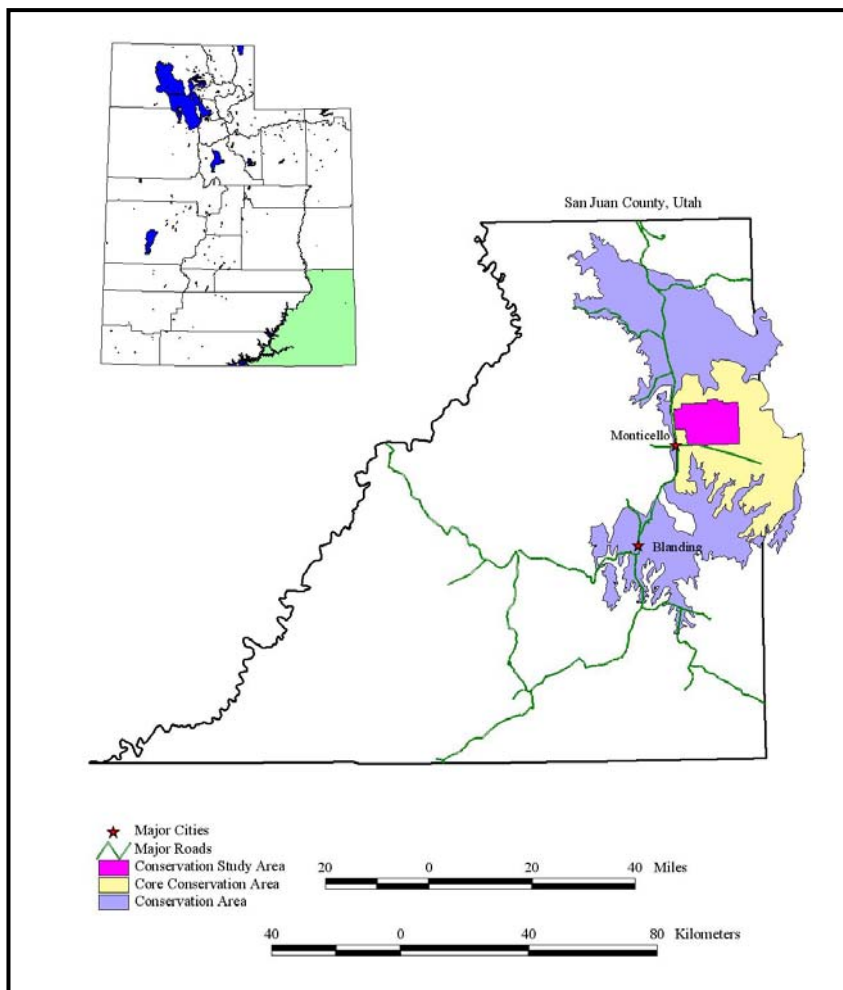 San Juan County, Utah
Monticello
Blanding
Major Cities
Major Roads
Conservation Study Area
Core Conservation Area
Conservation Area
20 0 20 40 Miles
40 0 40 80 Kilometers